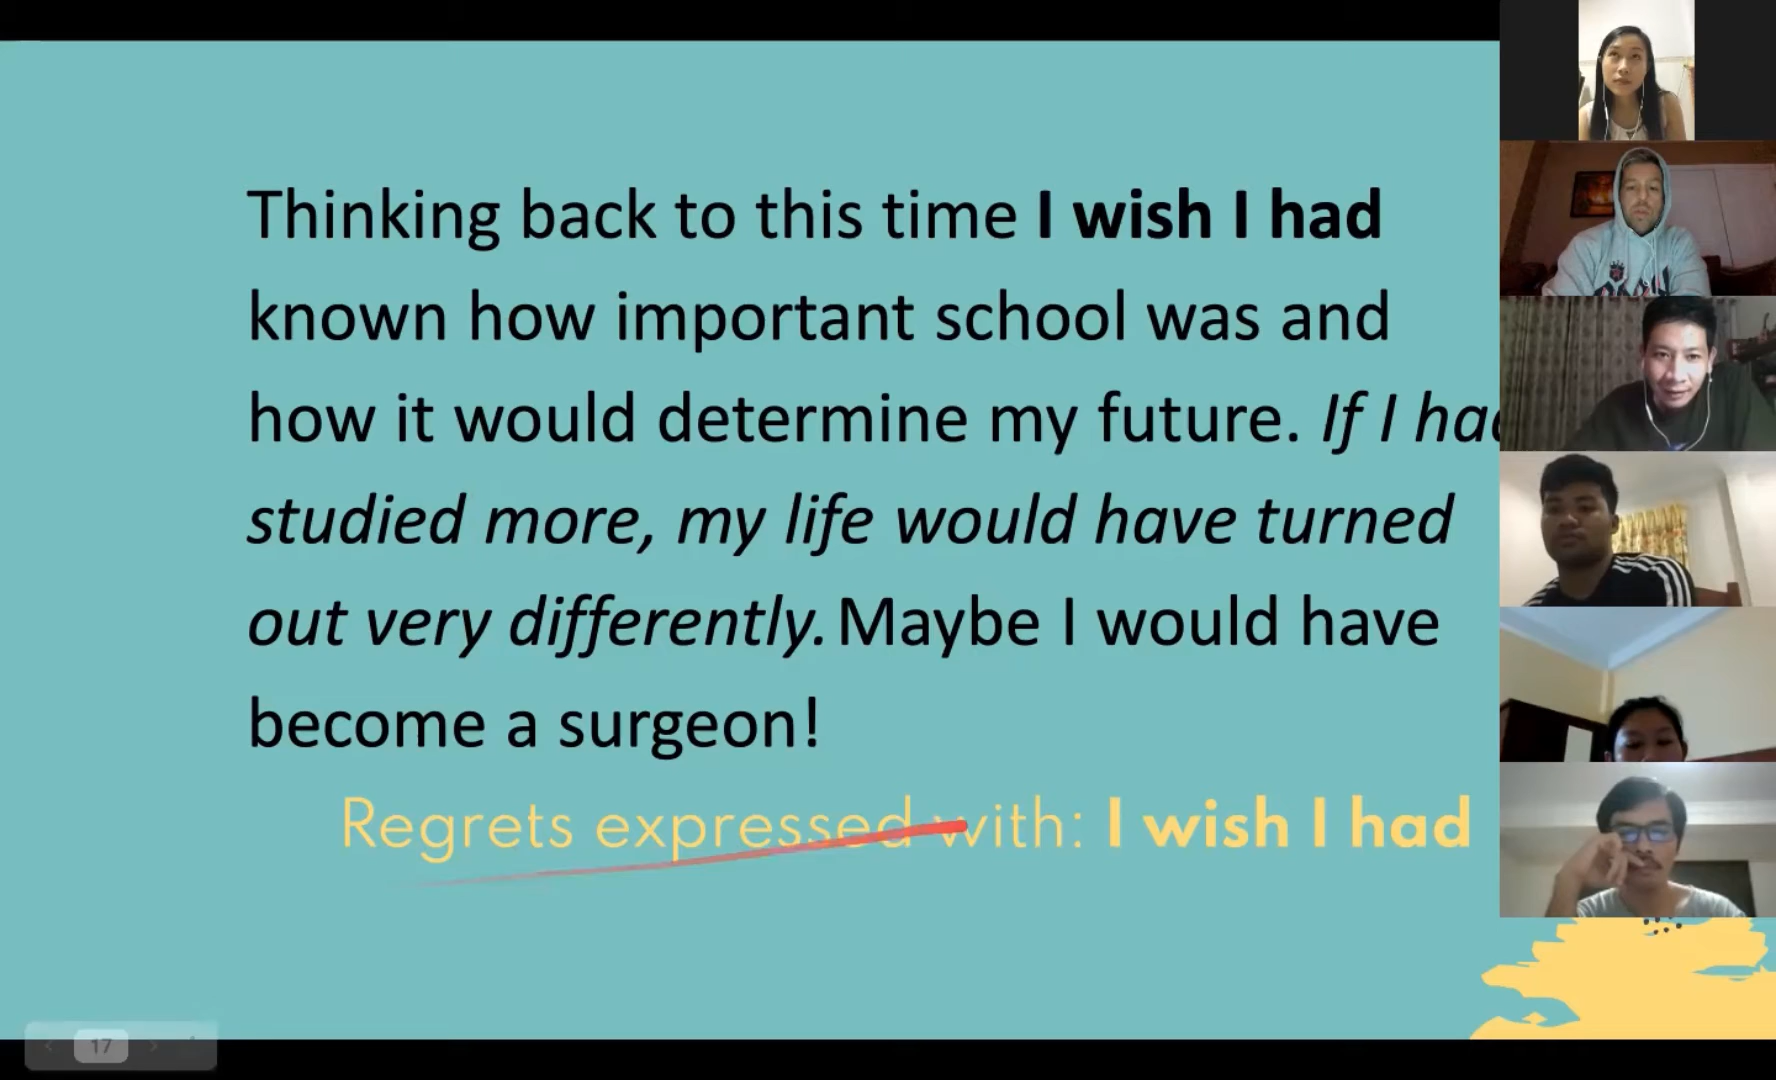 Thinking back to this time I wish I had
known how important school was and
how it would determine my future. If I had
studied more, my life would have turned
out very differently. Maybe I would have
become a surgeon!
Regrets expressed with: I wish I had
17